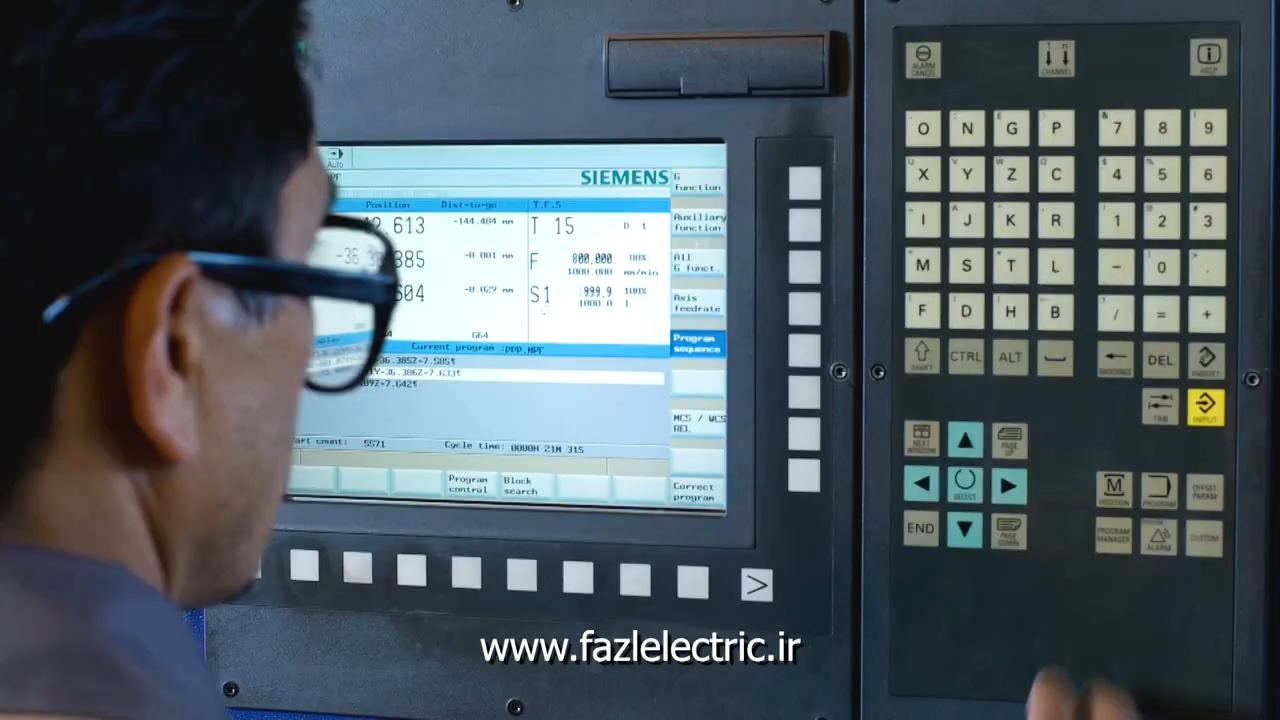 Auto
SIEMENS
G function
Position Dist-to-go T,F,S
613 -144.484 mm T 15 D 1
Auxiliary function
-36.385 -0.001 mm F 800.000 80%
1000.000 mm/min
All G funct.
604 -0.029 mm S1 999.9 100%
1000.0 1
Axis feedrate
G64
Current program :PPP.MPF
Program sequence
-36.385Z-7.585¶
Y-36.386Z-7.633¶
Z-7.642¶
MCS / WCS REL
count: 5571 Cycle time: 0000H 21M 31S
Program control
Block search
Correct program
>
ALARM CANCEL
CHANNEL
HELP
O N G P 7 8 9
X Y Z C 4 5 6
I J K R 1 2 3
M S T L - 0 .
F D H B / = +
SHIFT CTRL ALT BACKSPACE DEL INSERT
TAB INPUT
NEXT WINDOW PAGE UP
SELECT
M POSITION PROGRAM OFFSET PARAM
END PAGE DOWN PROGRAM MANAGER ALARM CUSTOM
www.fazlelectric.ir